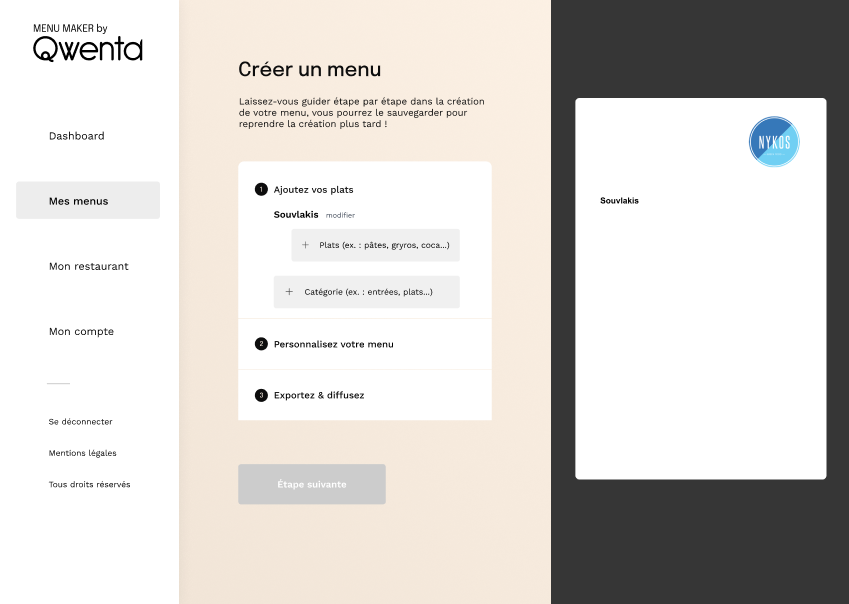 MENU MAKER by
Qwenta
Dashboard
Mes menus
Mon restaurant
Mon compte
Se déconnecter
Mentions légales
Tous droits réservés
Créer un menu
Laissez-vous guider étape par étape dans la création
de votre menu, vous pourrez le sauvegarder pour
reprendre la création plus tard !
1 Ajoutez vos plats
Souvlakis modifier
+ Plats (ex. : pâtes, gryros, coca...)
+ Catégorie (ex. : entrées, plats...)
2 Personnalisez votre menu
3 Exportez & diffusez
Étape suivante
NYKOS
Souvlakis